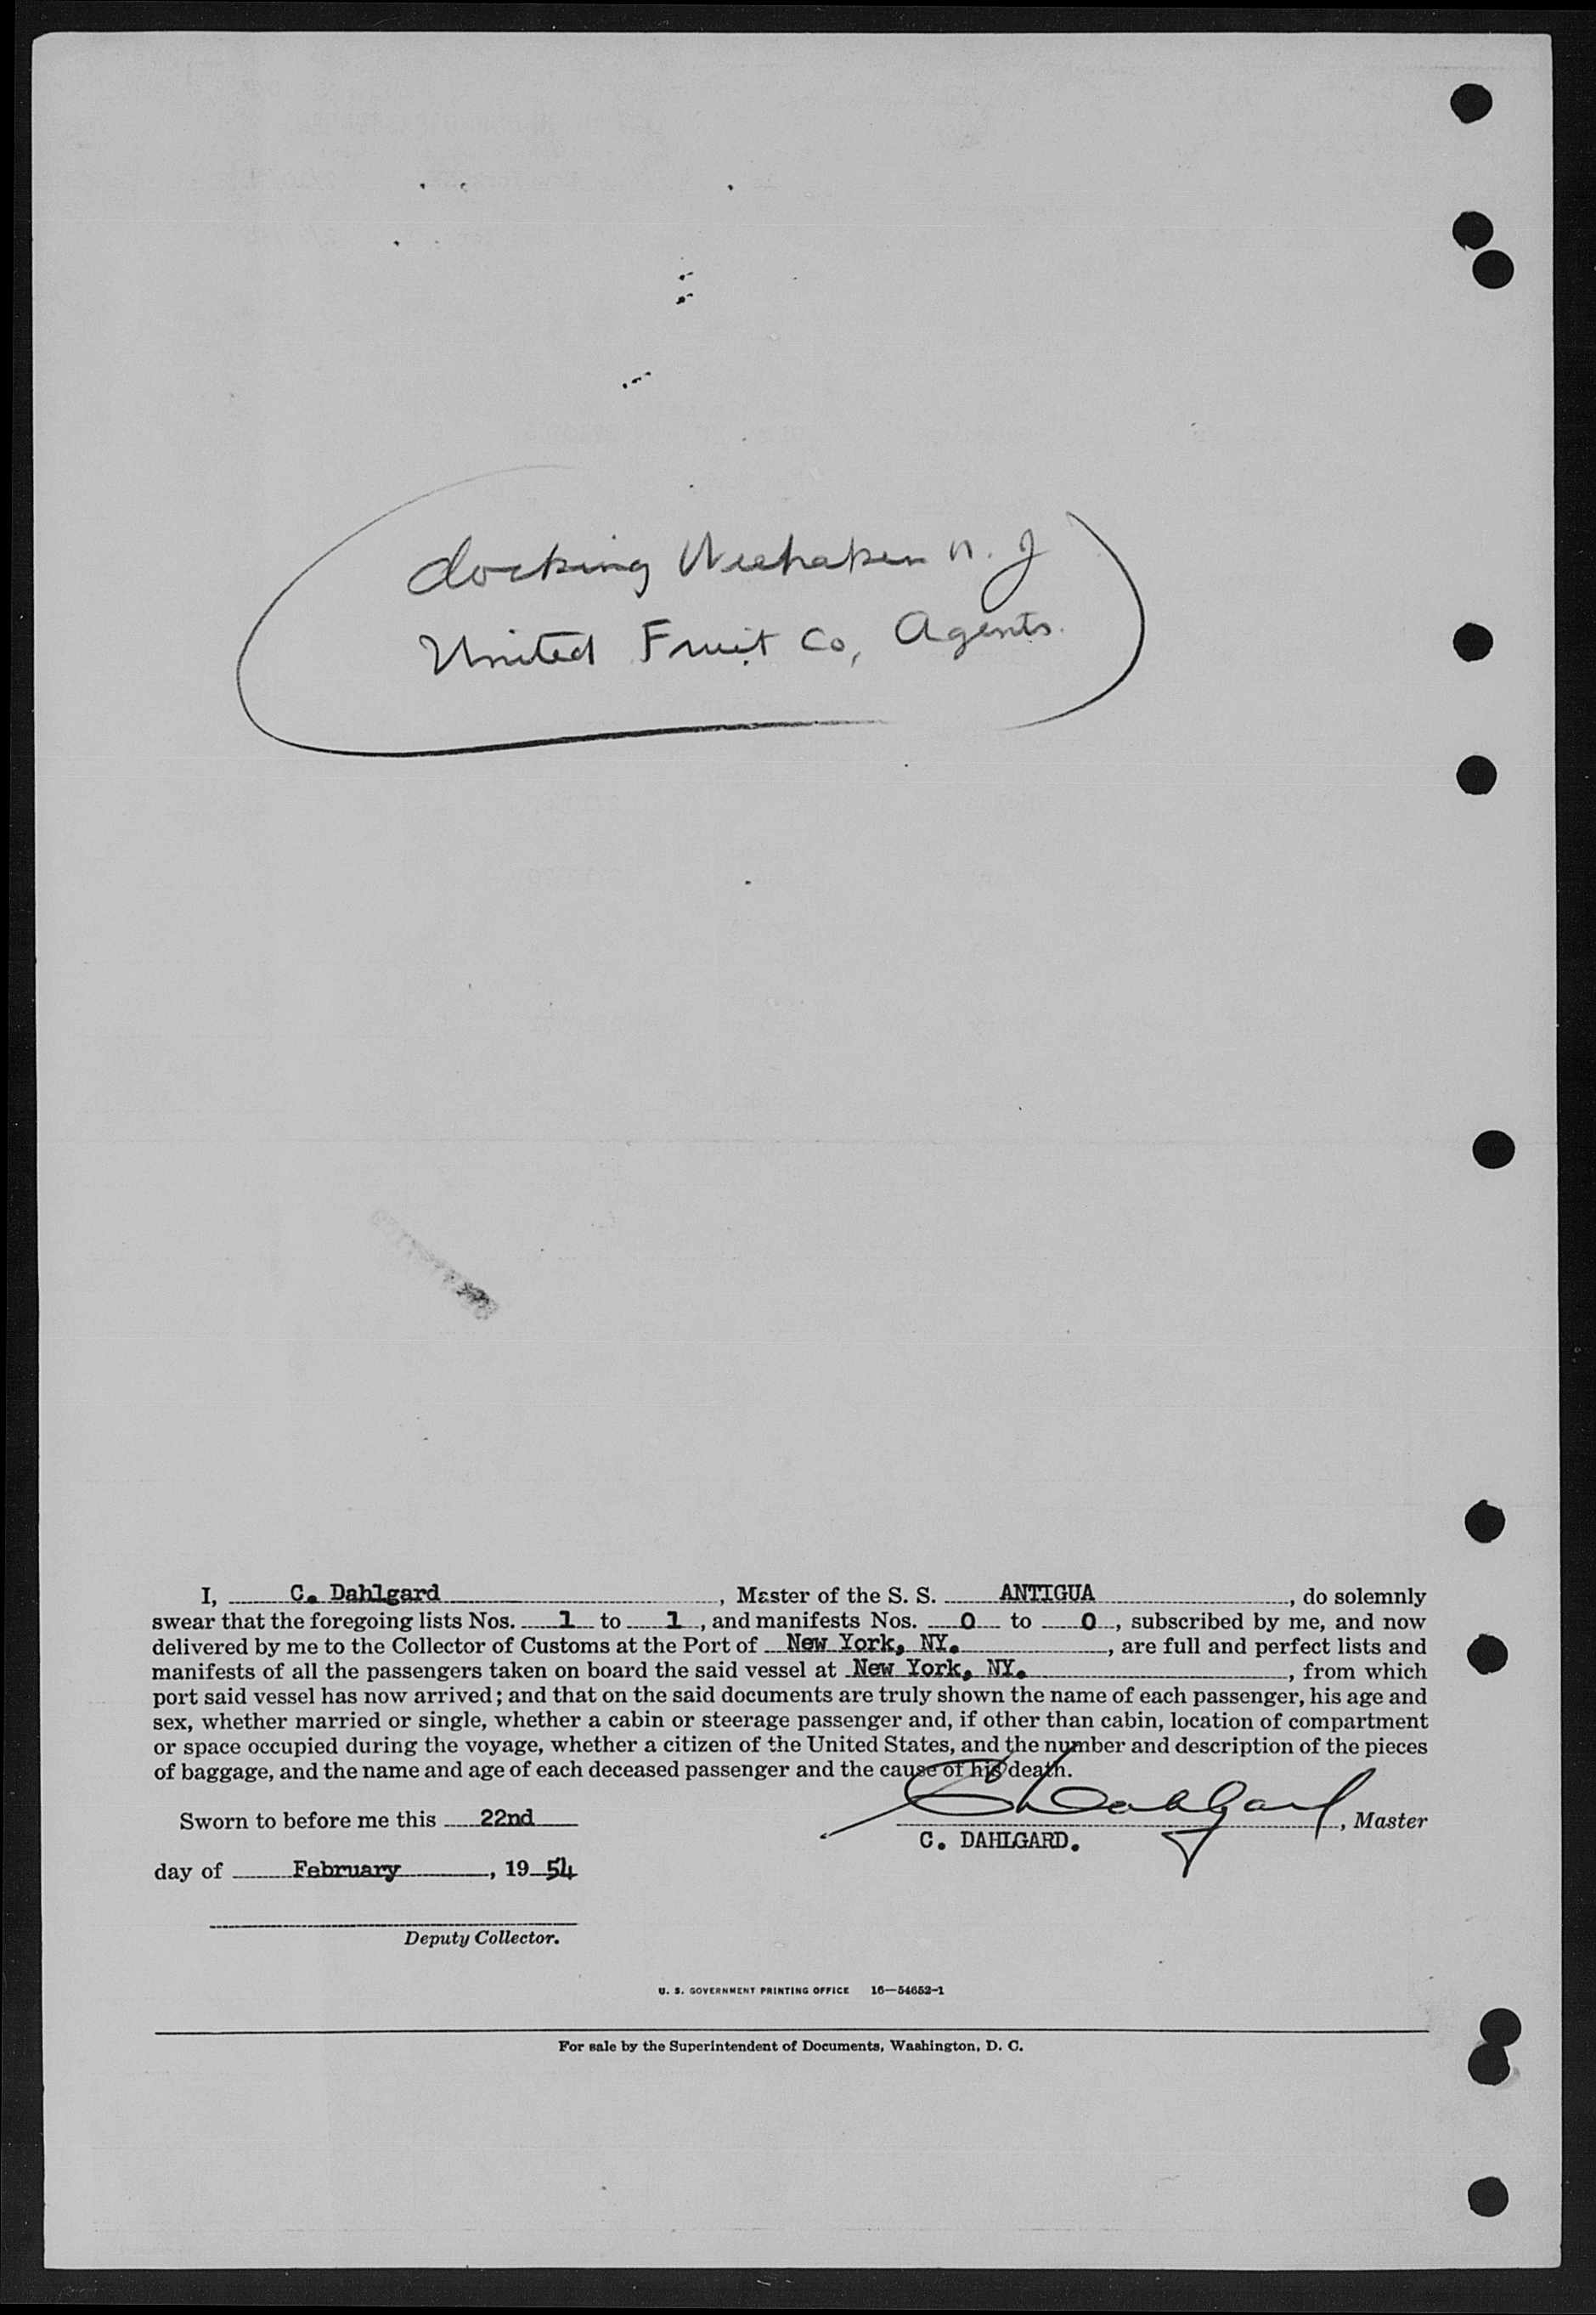 docking Weehaken N. J
United Fruit Co, Agents.
I, C. Dahlgard, Master of the S. S. ANTIGUA, do solemnly
swear that the foregoing lists Nos. 1 to 1, and manifests Nos. 0 to 0, subscribed by me, and now
delivered by me to the Collector of Customs at the Port of New York, NY., are full and perfect lists and
manifests of all the passengers taken on board the said vessel at New York, NY., from which
port said vessel has now arrived; and that on the said documents are truly shown the name of each passenger, his age and
sex, whether married or single, whether a cabin or steerage passenger and, if other than cabin, location of compartment
or space occupied during the voyage, whether a citizen of the United States, and the number and description of the pieces
of baggage, and the name and age of each deceased passenger and the cause of his death.
Sworn to before me this 22nd
C Dahlgard, Master
C. DAHLGARD.
day of February, 19 54
Deputy Collector.
U. S. GOVERNMENT PRINTING OFFICE 16—54652-1
For sale by the Superintendent of Documents, Washington, D. C.